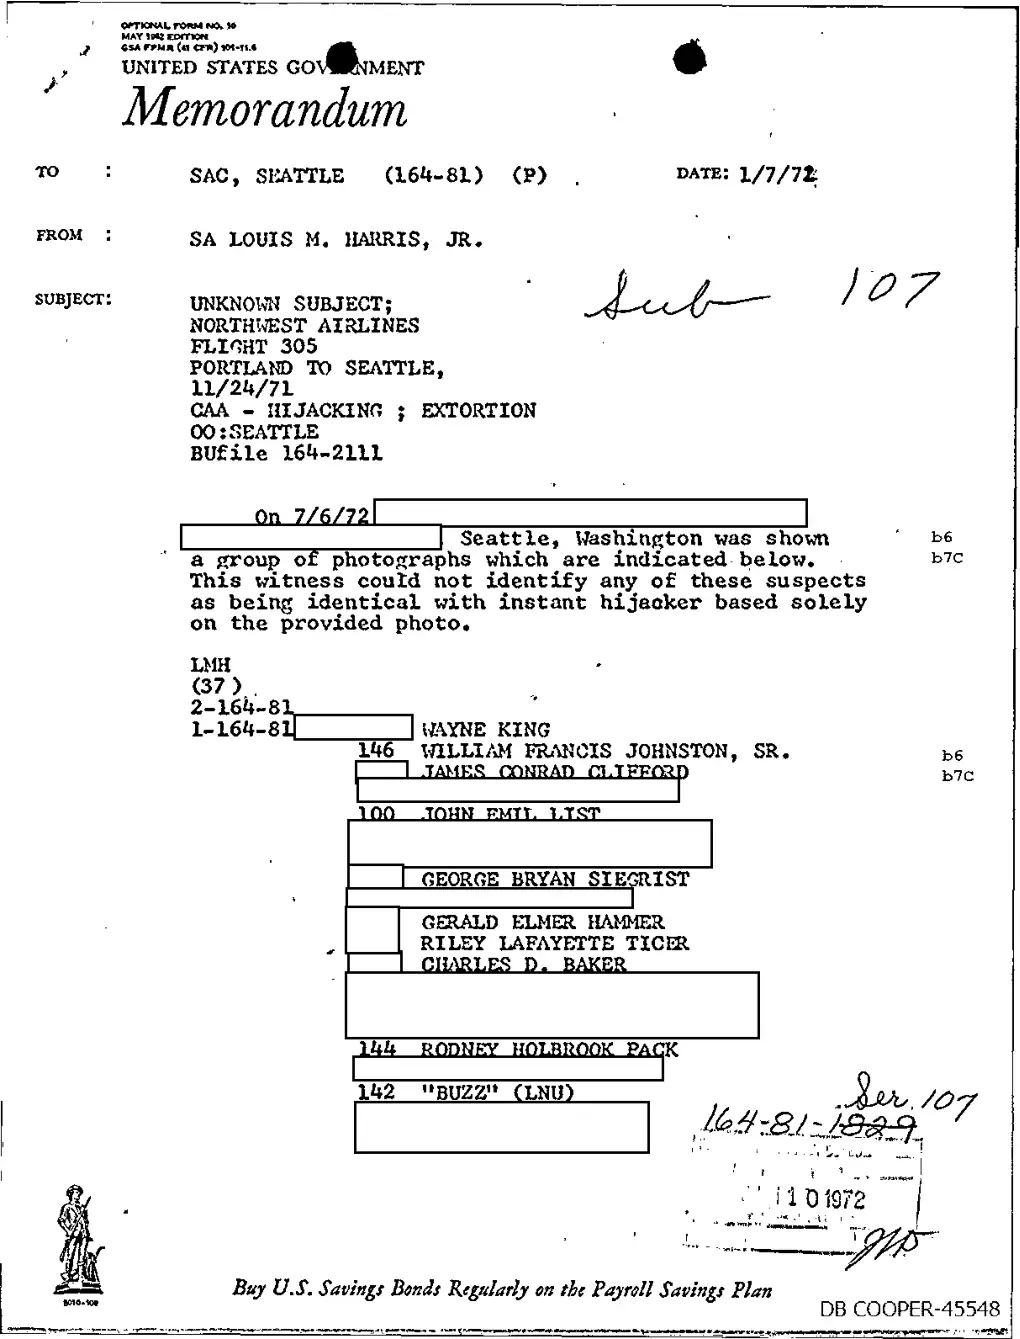 OPTIONAL FORM NO. 10
MAY 1962 EDITION
GSA FPMR (41 CFR) 101-11.6
UNITED STATES GOVERNMENT
Memorandum
TO : SAC, SEATTLE (164-81) (P) . DATE: 1/7/72
FROM : SA LOUIS M. HARRIS, JR.
SUBJECT: UNKNOWN SUBJECT;
Sub 107
NORTHWEST AIRLINES
FLIGHT 305
PORTLAND TO SEATTLE,
11/24/71
CAA - HIJACKING ; EXTORTION
OO:SEATTLE
BUfile 164-2111
On 7/6/72
Seattle, Washington was shown b6
a group of photographs which are indicated below. b7C
This witness could not identify any of these suspects
as being identical with instant hijacker based solely
on the provided photo.
LMH
(37)
2-164-81
1-164-81 WAYNE KING
146 WILLIAM FRANCIS JOHNSTON, SR. b6
JAMES CONRAD CLIFFORD b7C
100 JOHN EMIL LIST
GEORGE BRYAN SIEGRIST
GERALD ELMER HAMMER
RILEY LAFAYETTE TICER
CHARLES D. BAKER
144 RODNEY HOLBROOK PACK
142 "BUZZ" (LNU)
Ser. 107
164-81-1829
10 1972
Buy U.S. Savings Bonds Regularly on the Payroll Savings Plan
5010-108
DB COOPER-45548